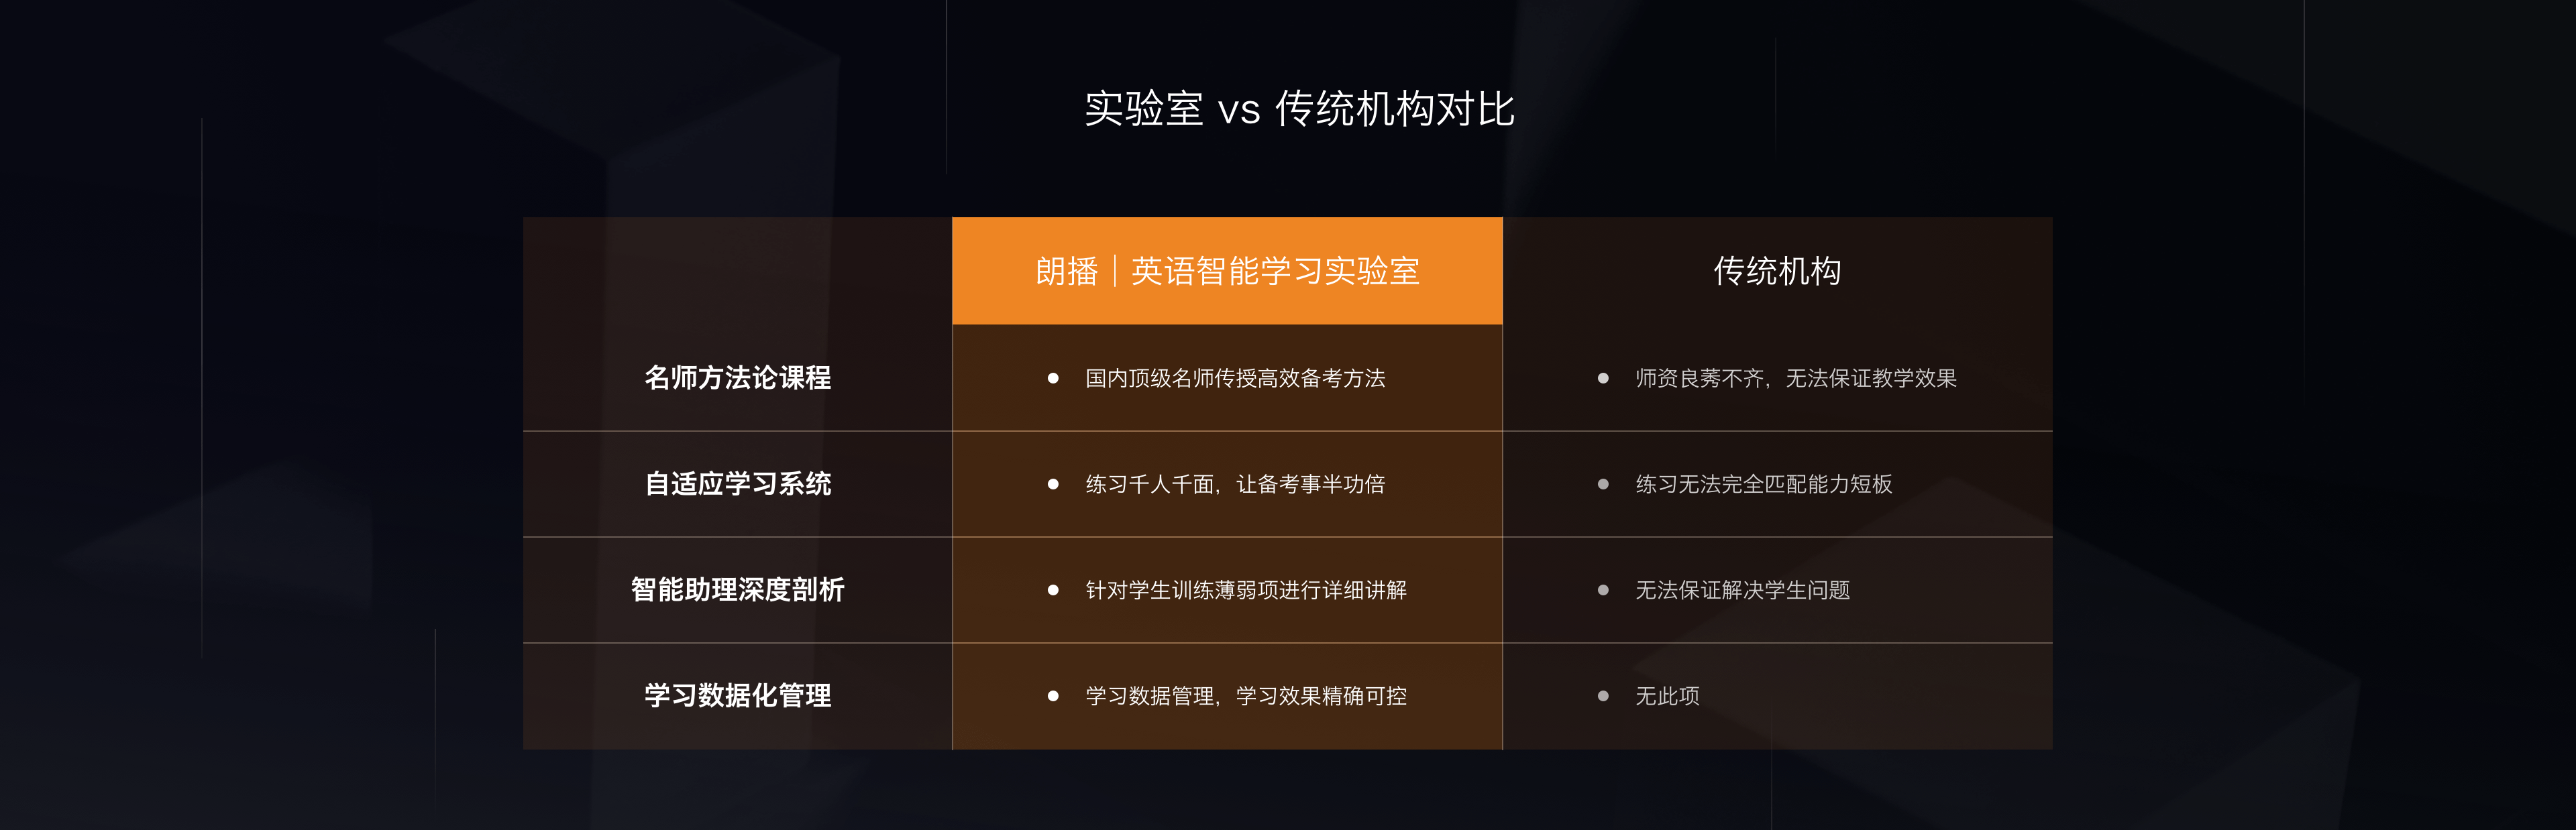 实验室 vs 传统机构对比
朗播｜英语智能学习实验室
传统机构
名师方法论课程
国内顶级名师传授高效备考方法
师资良莠不齐，无法保证教学效果
自适应学习系统
练习千人千面，让备考事半功倍
练习无法完全匹配能力短板
智能助理深度剖析
针对学生训练薄弱项进行详细讲解
无法保证解决学生问题
学习数据化管理
学习数据管理，学习效果精确可控
无此项